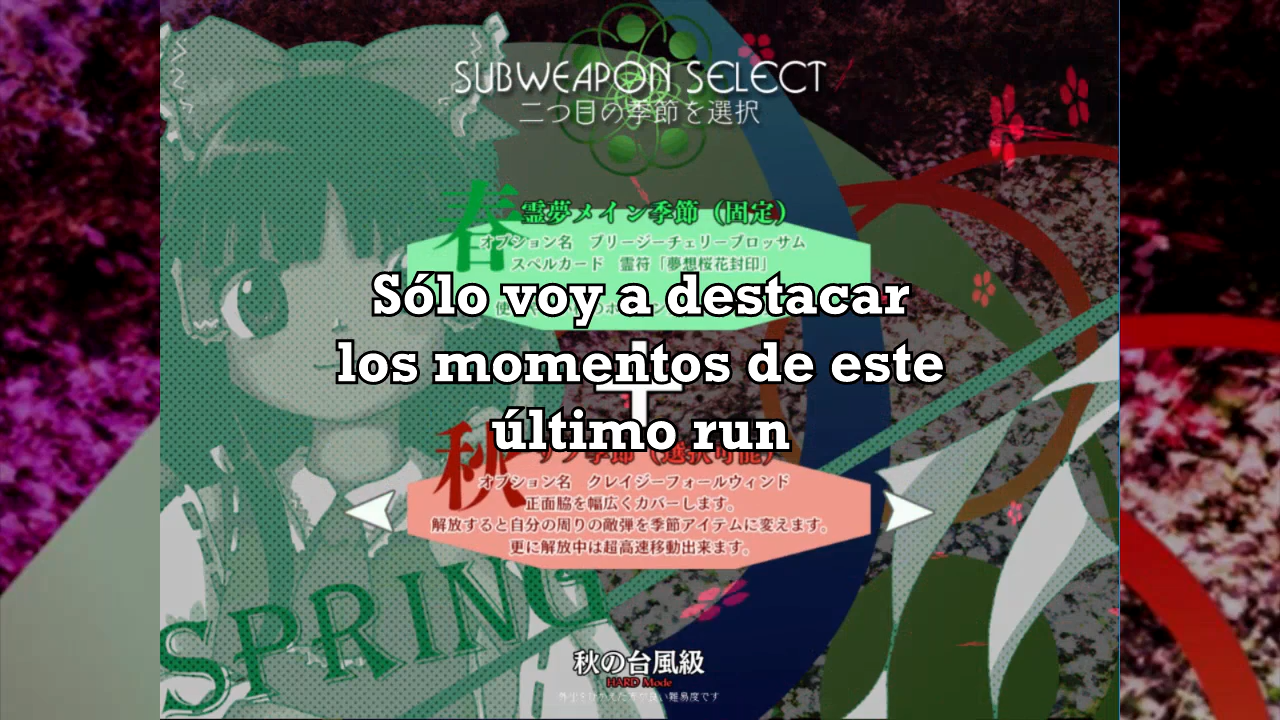 SUBWEAPON SELECT
二つ目の季節を選択
春 霊夢メイン季節（固定）
オプション名　ブリージーチェリーブロッサム
スペルカード　霊符「夢想桜花封印」
Sólo voy a destacar
los momentos de este
último run
秋 季節（選択可能）
オプション名　クレイジーフォールウィンド
正面脇を幅広くカバーします。
解放すると自分の周りの敵弾を季節アイテムに変えます。
更に解放中は超高速移動出来ます。
SPRING
秋の台風級
HARD Mode